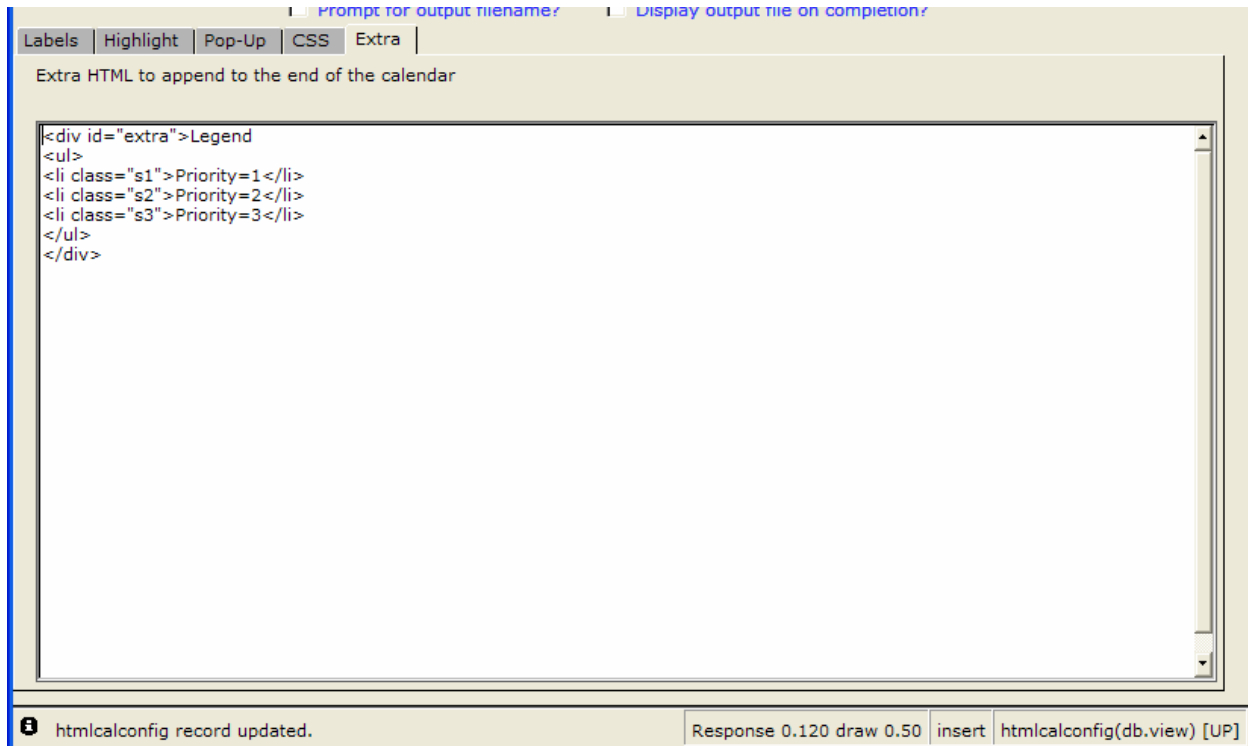 Prompt for output filename? Display output file on completion?
Labels Highlight Pop-Up CSS Extra
Extra HTML to append to the end of the calendar
<div id="extra">Legend
<ul>
<li class="s1">Priority=1</li>
<li class="s2">Priority=2</li>
<li class="s3">Priority=3</li>
</ul>
</div>
htmlcalconfig record updated. Response 0.120 draw 0.50 insert htmlcalconfig(db.view) [UP]